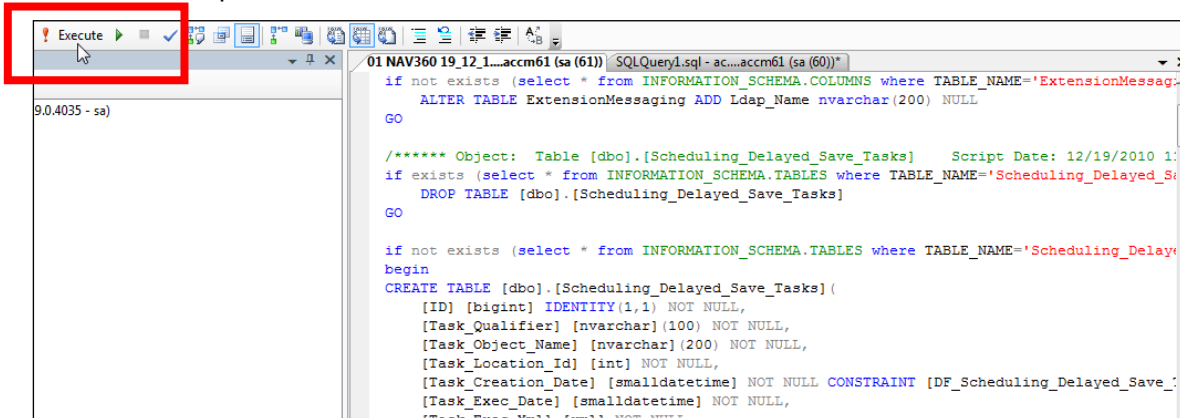 Execute
01 NAV360 19_12_1....accm61 (sa (61)) SQLQuery1.sql - ac....accm61 (sa (60))*
if not exists (select * from INFORMATION_SCHEMA.COLUMNS where TABLE_NAME='ExtensionMessag
9.0.4035 - sa)
ALTER TABLE ExtensionMessaging ADD Ldap_Name nvarchar(200) NULL
GO
/****** Object: Table [dbo].[Scheduling_Delayed_Save_Tasks] Script Date: 12/19/2010 1
if exists (select * from INFORMATION_SCHEMA.TABLES where TABLE_NAME='Scheduling_Delayed_Sa
DROP TABLE [dbo].[Scheduling_Delayed_Save_Tasks]
GO
if not exists (select * from INFORMATION_SCHEMA.TABLES where TABLE_NAME='Scheduling_Delaye
begin
CREATE TABLE [dbo].[Scheduling_Delayed_Save_Tasks](
[ID] [bigint] IDENTITY(1,1) NOT NULL,
[Task_Qualifier] [nvarchar](100) NOT NULL,
[Task_Object_Name] [nvarchar](200) NOT NULL,
[Task_Location_Id] [int] NOT NULL,
[Task_Creation_Date] [smalldatetime] NOT NULL CONSTRAINT [DF_Scheduling_Delayed_Save_
[Task_Exec_Date] [smalldatetime] NOT NULL,